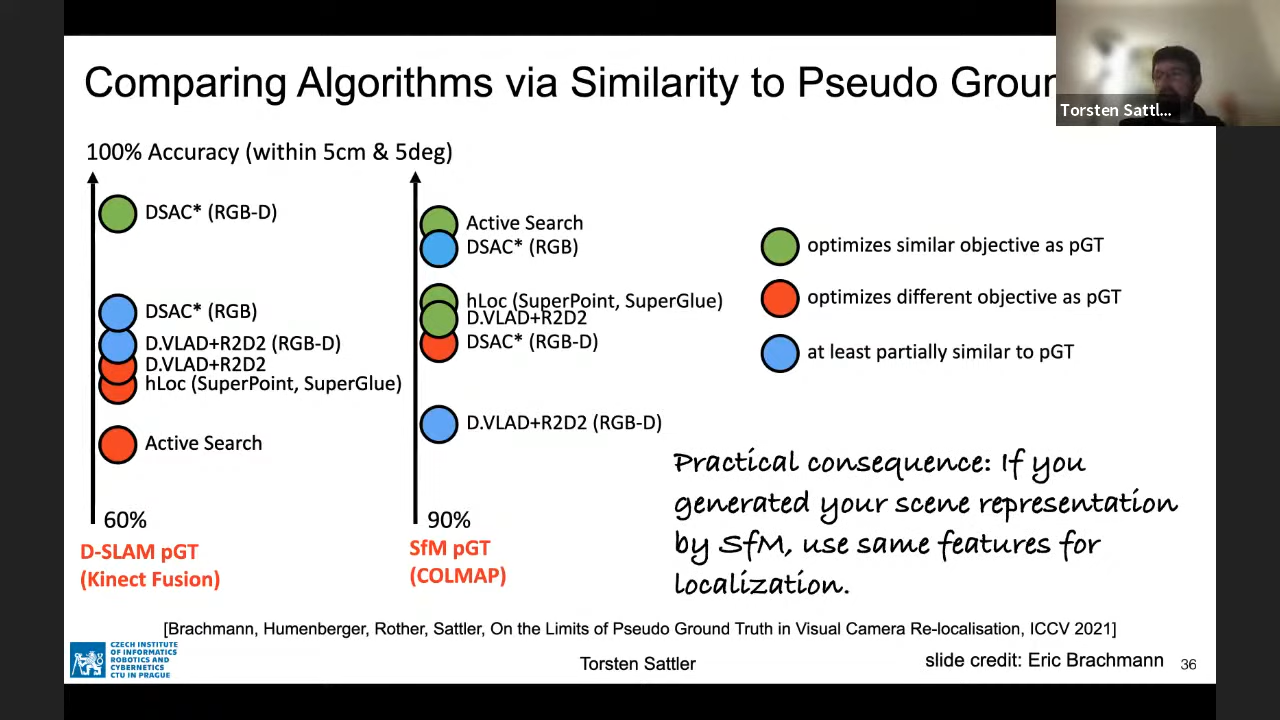 Comparing Algorithms via Similarity to Pseudo Groun
Torsten Sattl...
100% Accuracy (within 5cm & 5deg)
DSAC* (RGB-D)
DSAC* (RGB)
D.VLAD+R2D2 (RGB-D)
D.VLAD+R2D2
hLoc (SuperPoint, SuperGlue)
Active Search
60%
D-SLAM pGT
(Kinect Fusion)
Active Search
DSAC* (RGB)
hLoc (SuperPoint, SuperGlue)
D.VLAD+R2D2
DSAC* (RGB-D)
D.VLAD+R2D2 (RGB-D)
90%
SfM pGT
(COLMAP)
optimizes similar objective as pGT
optimizes different objective as pGT
at least partially similar to pGT
Practical consequence: If you
generated your scene representation
by SfM, use same features for
localization.
[Brachmann, Humenberger, Rother, Sattler, On the Limits of Pseudo Ground Truth in Visual Camera Re-localisation, ICCV 2021]
CZECH INSTITUTE
OF INFORMATICS
ROBOTICS AND
CYBERNETICS
CTU IN PRAGUE
Torsten Sattler
slide credit: Eric Brachmann
36